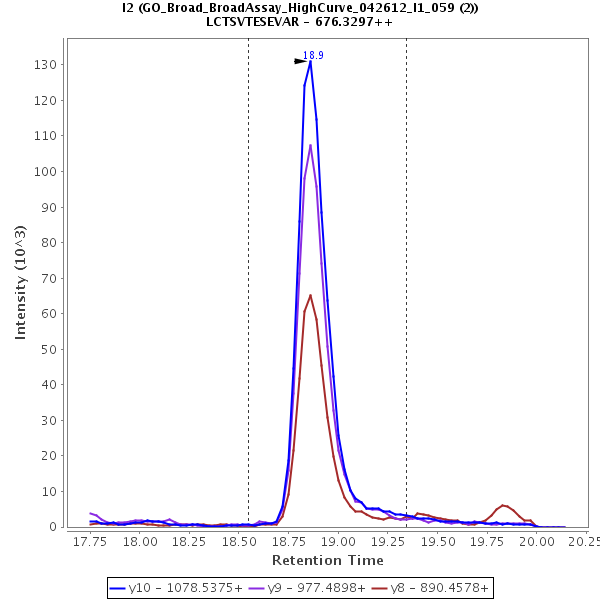 I2 (GO_Broad_BroadAssay_HighCurve_042612_I1_059 (2))
LCTSVTESEVAR - 676.3297++
18.9
130
120
110
100
90
80
70
60
50
40
30
20
10
0
Intensity (10^3)
17.75 18.00 18.25 18.50 18.75 19.00 19.25 19.50 19.75 20.00 20.25
Retention Time
y10 - 1078.5375+ y9 - 977.4898+ y8 - 890.4578+